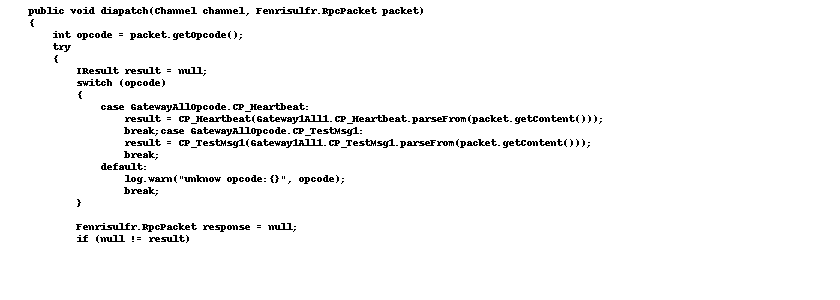 public void diapatch(Channel channel, Fenrisulfr.RpcPacket packet)
{
int opcode = packet.getOpcode();
try
{
IResult result = null;
switch (opcode)
{
case GatewayAllOpcode.CP_Heartbeat:
result = CP_Heartbeat(Gateway1All1.CP_Heartbeat.parseFrom(packet.getContent()));
break;case GatewayAllOpcode.CP_TestMsg1:
result = CP_TestMsg1(Gateway1All1.CP_TestMsg1.parseFrom(packet.getContent()));
break;
default:
log.warn("unknow opcode:{}", opcode);
break;
}
Fenrisulfr.RpcPacket response = null;
if (null != result)